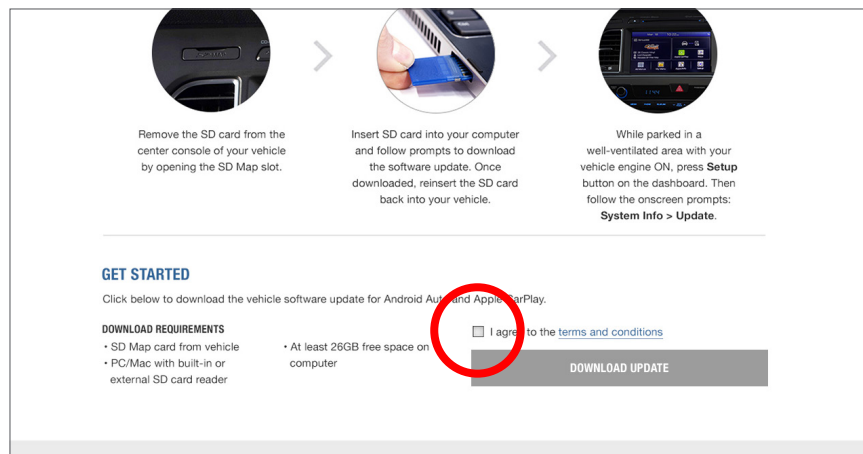 Remove the SD card from the
center console of your vehicle
by opening the SD Map slot.
Insert SD card into your computer
and follow prompts to download
the software update. Once
downloaded, reinsert the SD card
back into your vehicle.
While parked in a
well-ventilated area with your
vehicle engine ON, press Setup
button on the dashboard. Then
follow the onscreen prompts:
System Info > Update.
GET STARTED
Click below to download the vehicle software update for Android Auto and Apple CarPlay.
DOWNLOAD REQUIREMENTS
• SD Map card from vehicle
• PC/Mac with built-in or
external SD card reader
• At least 26GB free space on
computer
I agree to the terms and conditions
DOWNLOAD UPDATE